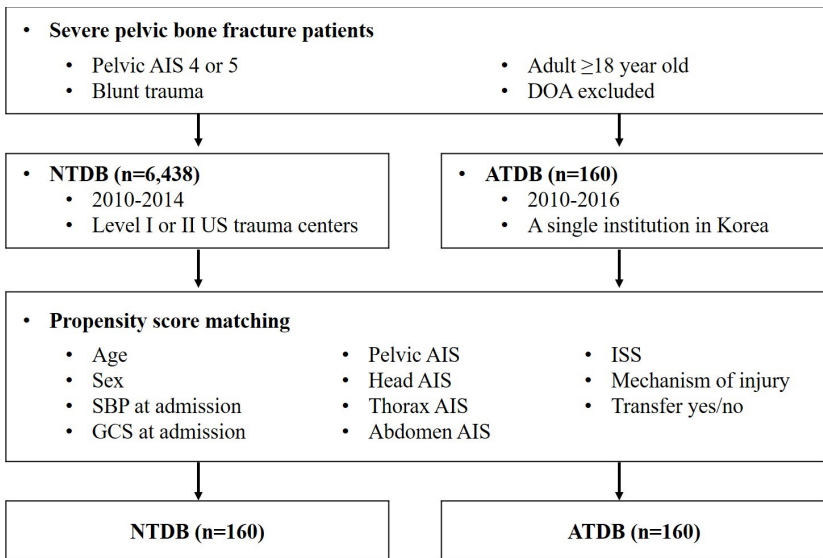 • Severe pelvic bone fracture patients
• Pelvic AIS 4 or 5
• Blunt trauma
• Adult ≥18 year old
• DOA excluded
• NTDB (n=6,438)
• 2010-2014
• Level I or II US trauma centers
• ATDB (n=160)
• 2010-2016
• A single institution in Korea
• Propensity score matching
• Age
• Sex
• SBP at admission
• GCS at admission
• Pelvic AIS
• Head AIS
• Thorax AIS
• Abdomen AIS
• ISS
• Mechanism of injury
• Transfer yes/no
NTDB (n=160)
ATDB (n=160)